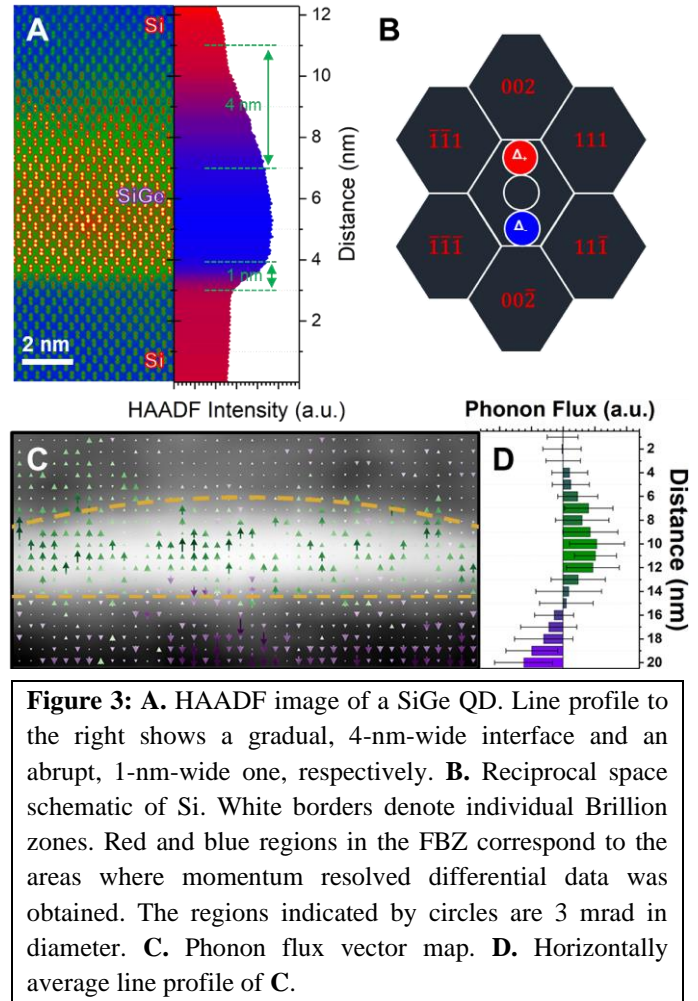 A
Si
SiGe
Si
2 nm
4 nm
1 nm
12
10
8
6
4
2
Distance (nm)
HAADF Intensity (a.u.)
B
002
1̅1̅1
111
Δ+
Δ-
1̅1̅1̅
111̅
002̅
C
Phonon Flux (a.u.)
D
2
4
6
8
10
12
14
16
18
20
Distance (nm)
Figure 3: A. HAADF image of a SiGe QD. Line profile to
the right shows a gradual, 4-nm-wide interface and an
abrupt, 1-nm-wide one, respectively. B. Reciprocal space
schematic of Si. White borders denote individual Brillion
zones. Red and blue regions in the FBZ correspond to the
areas where momentum resolved differential data was
obtained. The regions indicated by circles are 3 mrad in
diameter. C. Phonon flux vector map. D. Horizontally
average line profile of C.